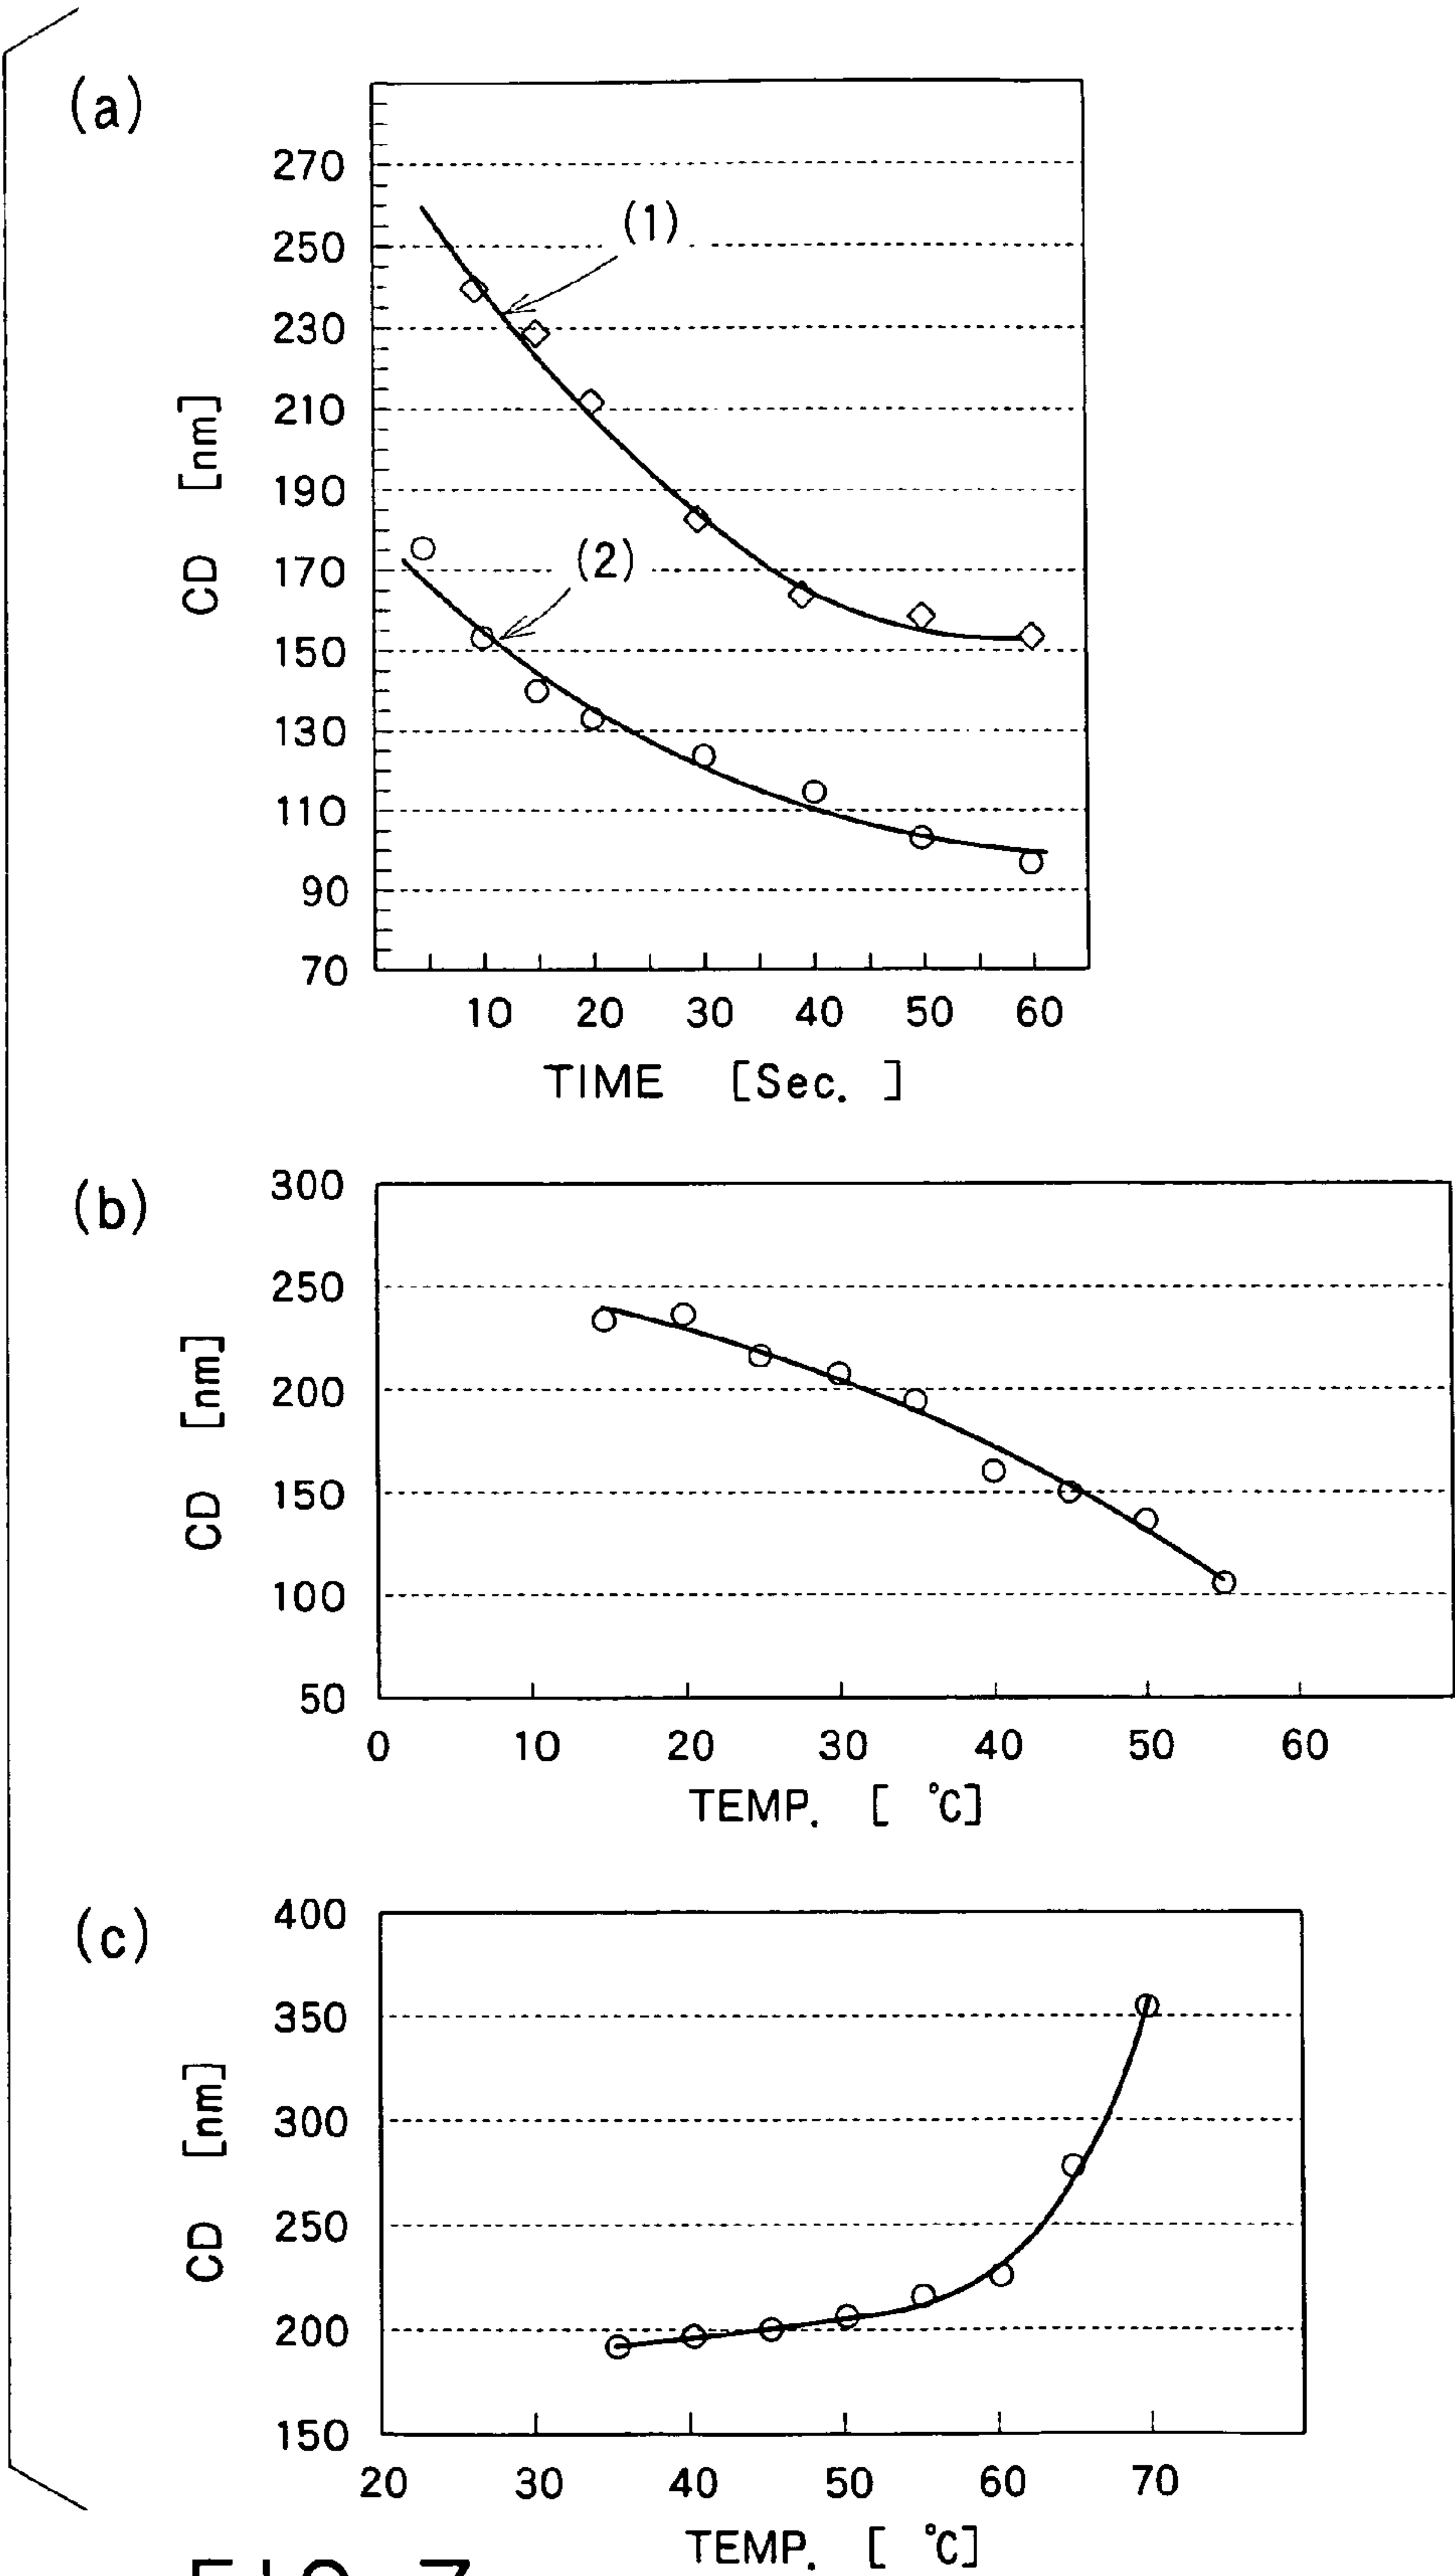 (a)
270
250
230
210
190
170
150
130
110
90
70
CD [nm]
(1)
(2)
10 20 30 40 50 60
TIME [Sec. ]
(b)
300
250
200
150
100
50
CD [nm]
0 10 20 30 40 50 60
TEMP. [ °C]
(c)
400
350
300
250
200
150
CD [nm]
20 30 40 50 60 70
TEMP. [ °C]